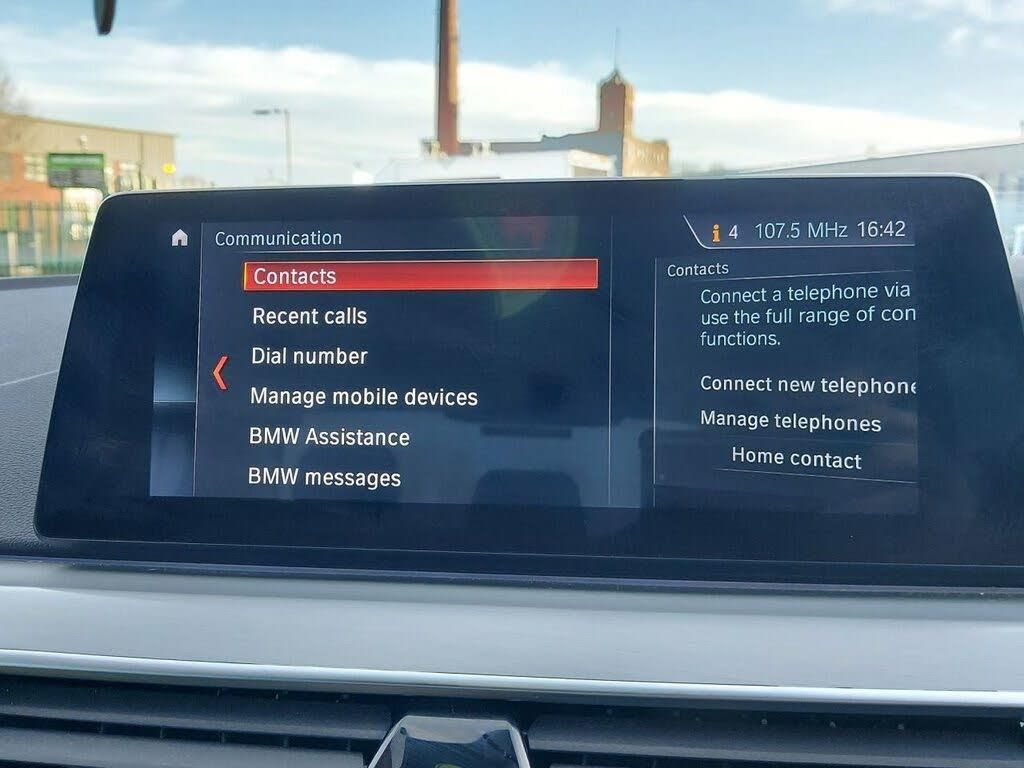 Communication
4 107.5 MHz 16:42
Contacts
Recent calls
Dial number
Manage mobile devices
BMW Assistance
BMW messages
Contacts
Connect a telephone via
use the full range of con
functions.
Connect new telephone
Manage telephones
Home contact